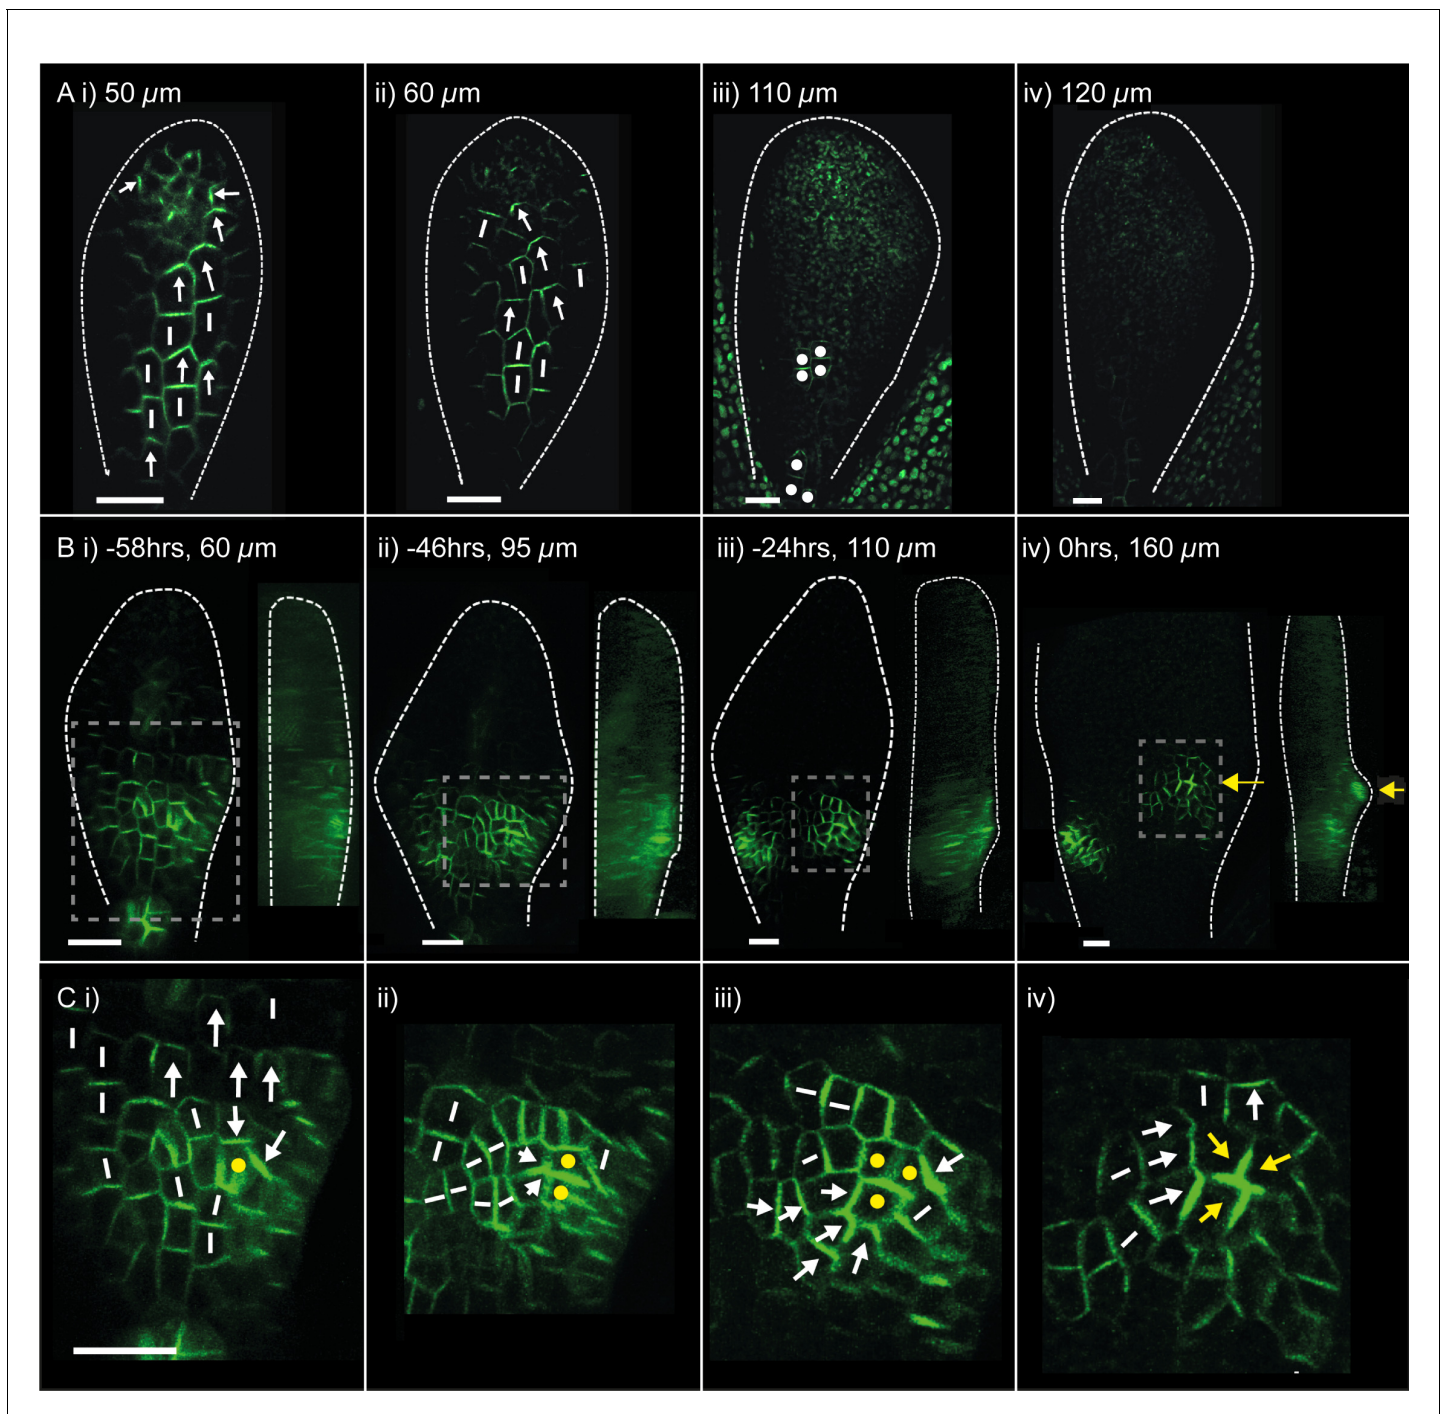 A i) 50 µm
ii) 60 µm
iii) 110 µm
iv) 120 µm
B i) -58hrs, 60 µm
ii) -46hrs, 95 µm
iii) -24hrs, 110 µm
iv) 0hrs, 160 µm
C i)
ii)
iii)
iv)